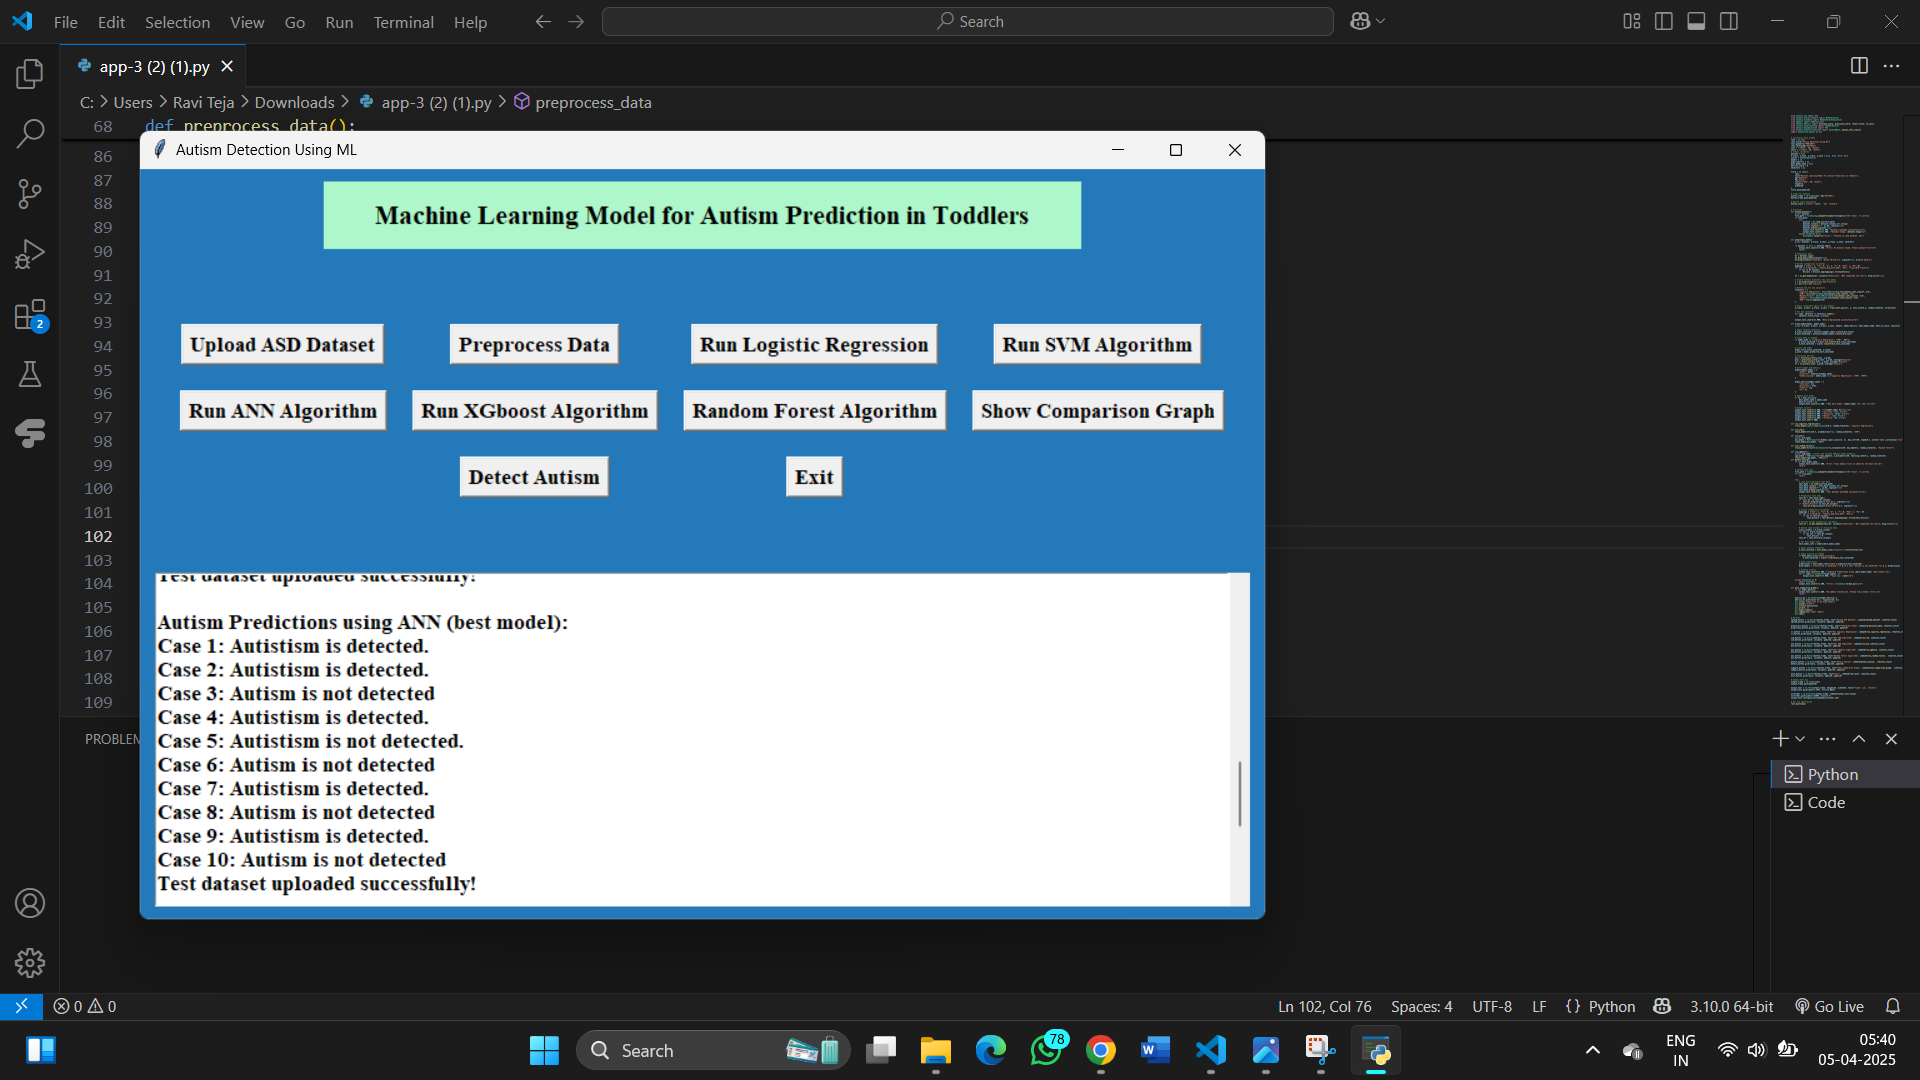 File Edit Selection View Go Run Terminal Help
Search
app-3 (2) (1).py
C: > Users > Ravi Teja > Downloads > app-3 (2) (1).py > preprocess_data
68 def preprocess_data():
Autism Detection Using ML
Machine Learning Model for Autism Prediction in Toddlers
86
87
88
89
90
91
92
93
94
95
96
97
98
99
100
101
102
103
104
105
106
107
108
109
2
Upload ASD Dataset Preprocess Data Run Logistic Regression Run SVM Algorithm
Run ANN Algorithm Run XGboost Algorithm Random Forest Algorithm Show Comparison Graph
Detect Autism Exit
Test dataset uploaded successfully!
Autism Predictions using ANN (best model):
Case 1: Autistism is detected.
Case 2: Autistism is detected.
Case 3: Autism is not detected
Case 4: Autistism is detected.
Case 5: Autistism is not detected.
Case 6: Autism is not detected
Case 7: Autistism is detected.
Case 8: Autism is not detected
Case 9: Autistism is detected.
Case 10: Autism is not detected
Test dataset uploaded successfully!
PROBLEM
Python
Code
0 0
Ln 102, Col 76 Spaces: 4 UTF-8 LF {} Python 3.10.0 64-bit Go Live
Search
78
ENG
IN
05:40
05-04-2025